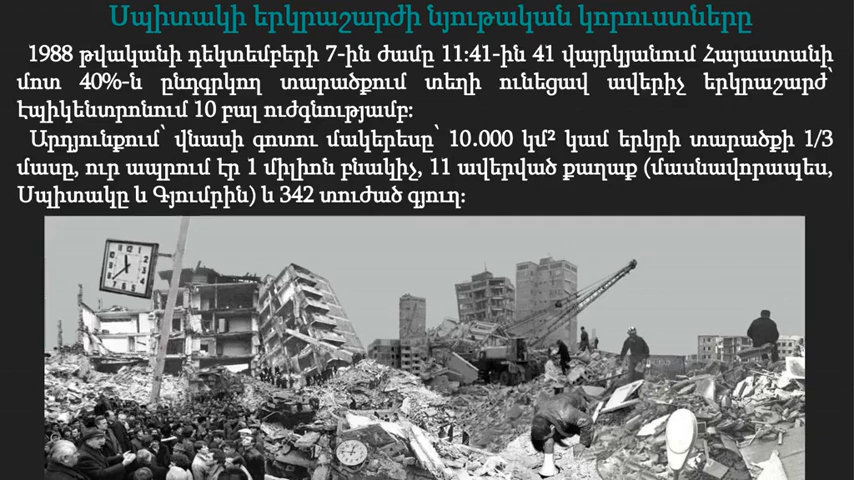 Սպիտակի երկրաշարժի նյութական կորուստները
1988 թվականի դեկտեմբերի 7-ին ժամը 11:41-ին 41 վայրկյանում Հայաստանի
մոտ 40%-ն ընդգրկող տարածքում տեղի ունեցավ ավերիչ երկրաշարժ՝
էպիկենտրոնում 10 բալ ուժգնությամբ:
Արդյունքում՝ վնասի գոտու մակերեսը՝ 10.000 կմ² կամ երկրի տարածքի 1/3
մասը, ուր ապրում էր 1 միլիոն բնակիչ, 11 ավերված քաղաք (մասնավորապես,
Սպիտակը և Գյումրին) և 342 տուժած գյուղ: